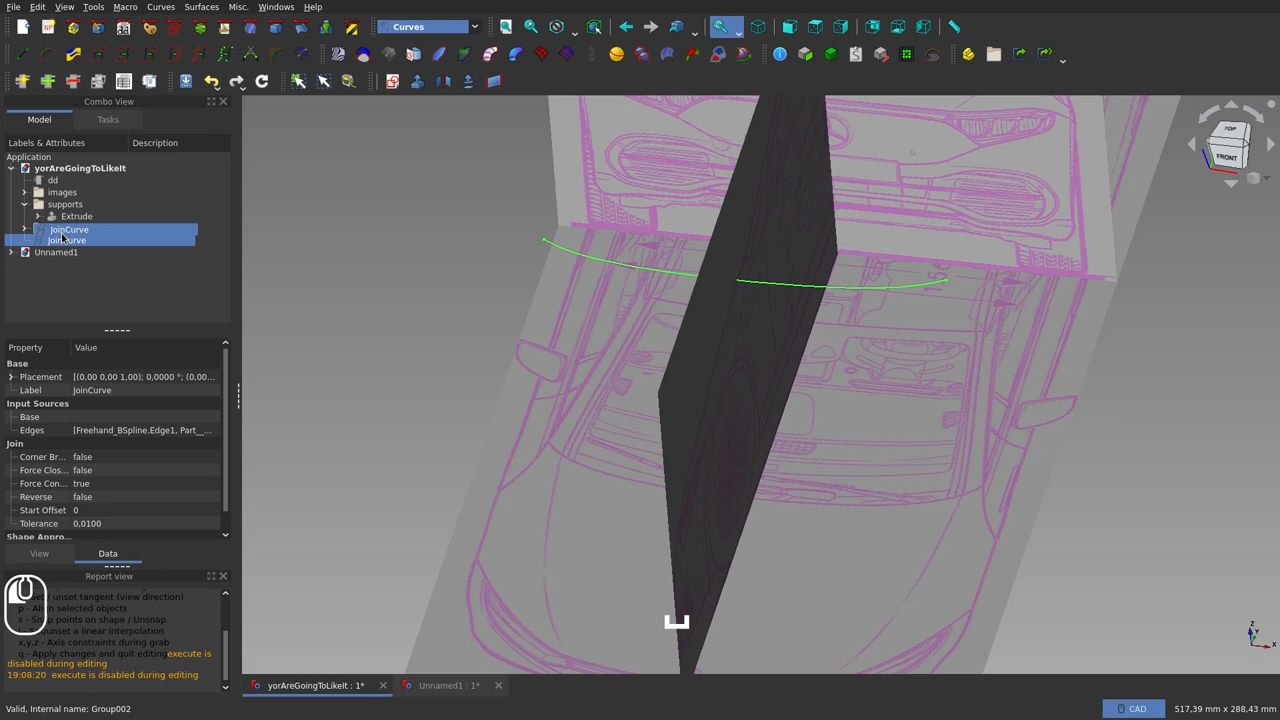 File Edit View Tools Macro Curves Surfaces Misc. Windows Help
Curves
Combo View
Model Tasks
Labels & Attributes Description
Application
yorAreGoingToLikeIt
dd
images
supports
Extrude
JoinCurve
JoinCurve
Unnamed1
Property Value
Base
Placement [(0,00 0,00 1,00); 0,0000 °; (0,00...
Label JoinCurve
Input Sources
Base
Edges [Freehand_BSpline.Edge1, Part__...
Join
Corner Br... false
Force Clos... false
Force Con... true
Reverse false
Start Offset 0
Tolerance 0,0100
Shape Appro...
View Data
Report view
unset tangent (view direction)
p - Align selected objects
s - Snap points on shape / Unsnap
unset a linear interpolation
x,y,z - Axis constraints during grab
q - Apply changes and quit editingexecute is
disabled during editing
19:08:20 execute is disabled during editing
TOP
FRONT
Z
Y
X
yorAreGoingToLikeIt : 1* Unnamed1 : 1*
Valid, Internal name: Group002
CAD 517,39 mm x 288,43 mm